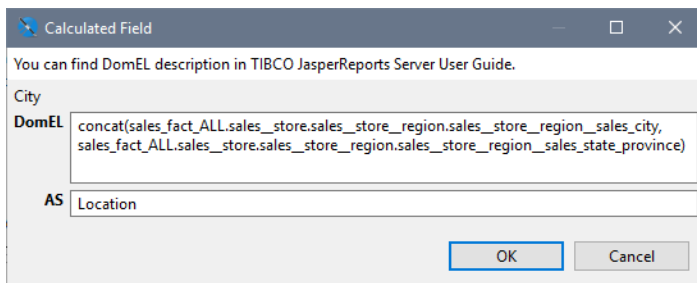 Calculated Field
You can find DomEL description in TIBCO JasperReports Server User Guide.
City
DomEL concat(sales_fact_ALL.sales__store.sales__store__region.sales__store__region__sales_city,
sales_fact_ALL.sales__store.sales__store__region.sales__store__region__sales_state_province)
AS Location
OK Cancel